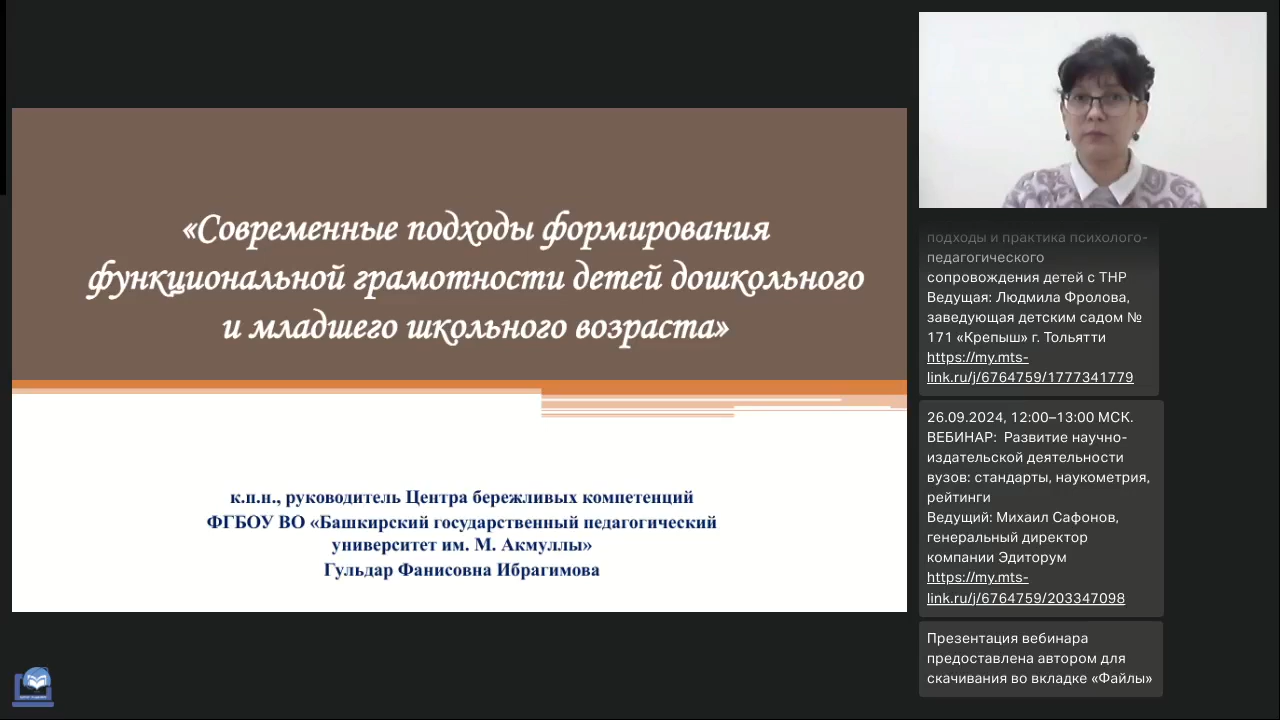 «Современные подходы формирования
функциональной грамотности детей дошкольного
и младшего школьного возраста»
к.п.н., руководитель Центра бережливых компетенций
ФГБОУ ВО «Башкирский государственный педагогический
университет им. М. Акмуллы»
Гульдар Фанисовна Ибрагимова
подходы и практика психолого-
педагогического
сопровождения детей с ТНР
Ведущая: Людмила Фролова,
заведующая детским садом №
171 «Крепыш» г. Тольятти
https://my.mts-
link.ru/j/6764759/1777341779
26.09.2024, 12:00–13:00 МСК.
ВЕБИНАР:  Развитие научно-
издательской деятельности
вузов: стандарты, наукометрия,
рейтинги
Ведущий: Михаил Сафонов,
генеральный директор
компании Эдиторум
https://my.mts-
link.ru/j/6764759/203347098
Презентация вебинара
предоставлена автором для
скачивания во вкладке «Файлы»